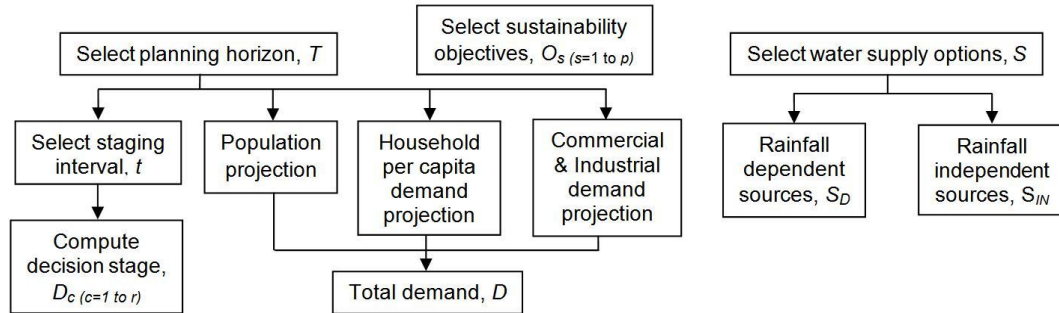 Select planning horizon, T
Select sustainability
objectives, Os (s=1 to p)
Select water supply options, S
Select staging
interval, t
Population
projection
Household
per capita
demand
projection
Commercial
& Industrial
demand
projection
Rainfall
dependent
sources, SD
Rainfall
independent
sources, SIN
Compute
decision stage,
Dc (c=1 to r)
Total demand, D